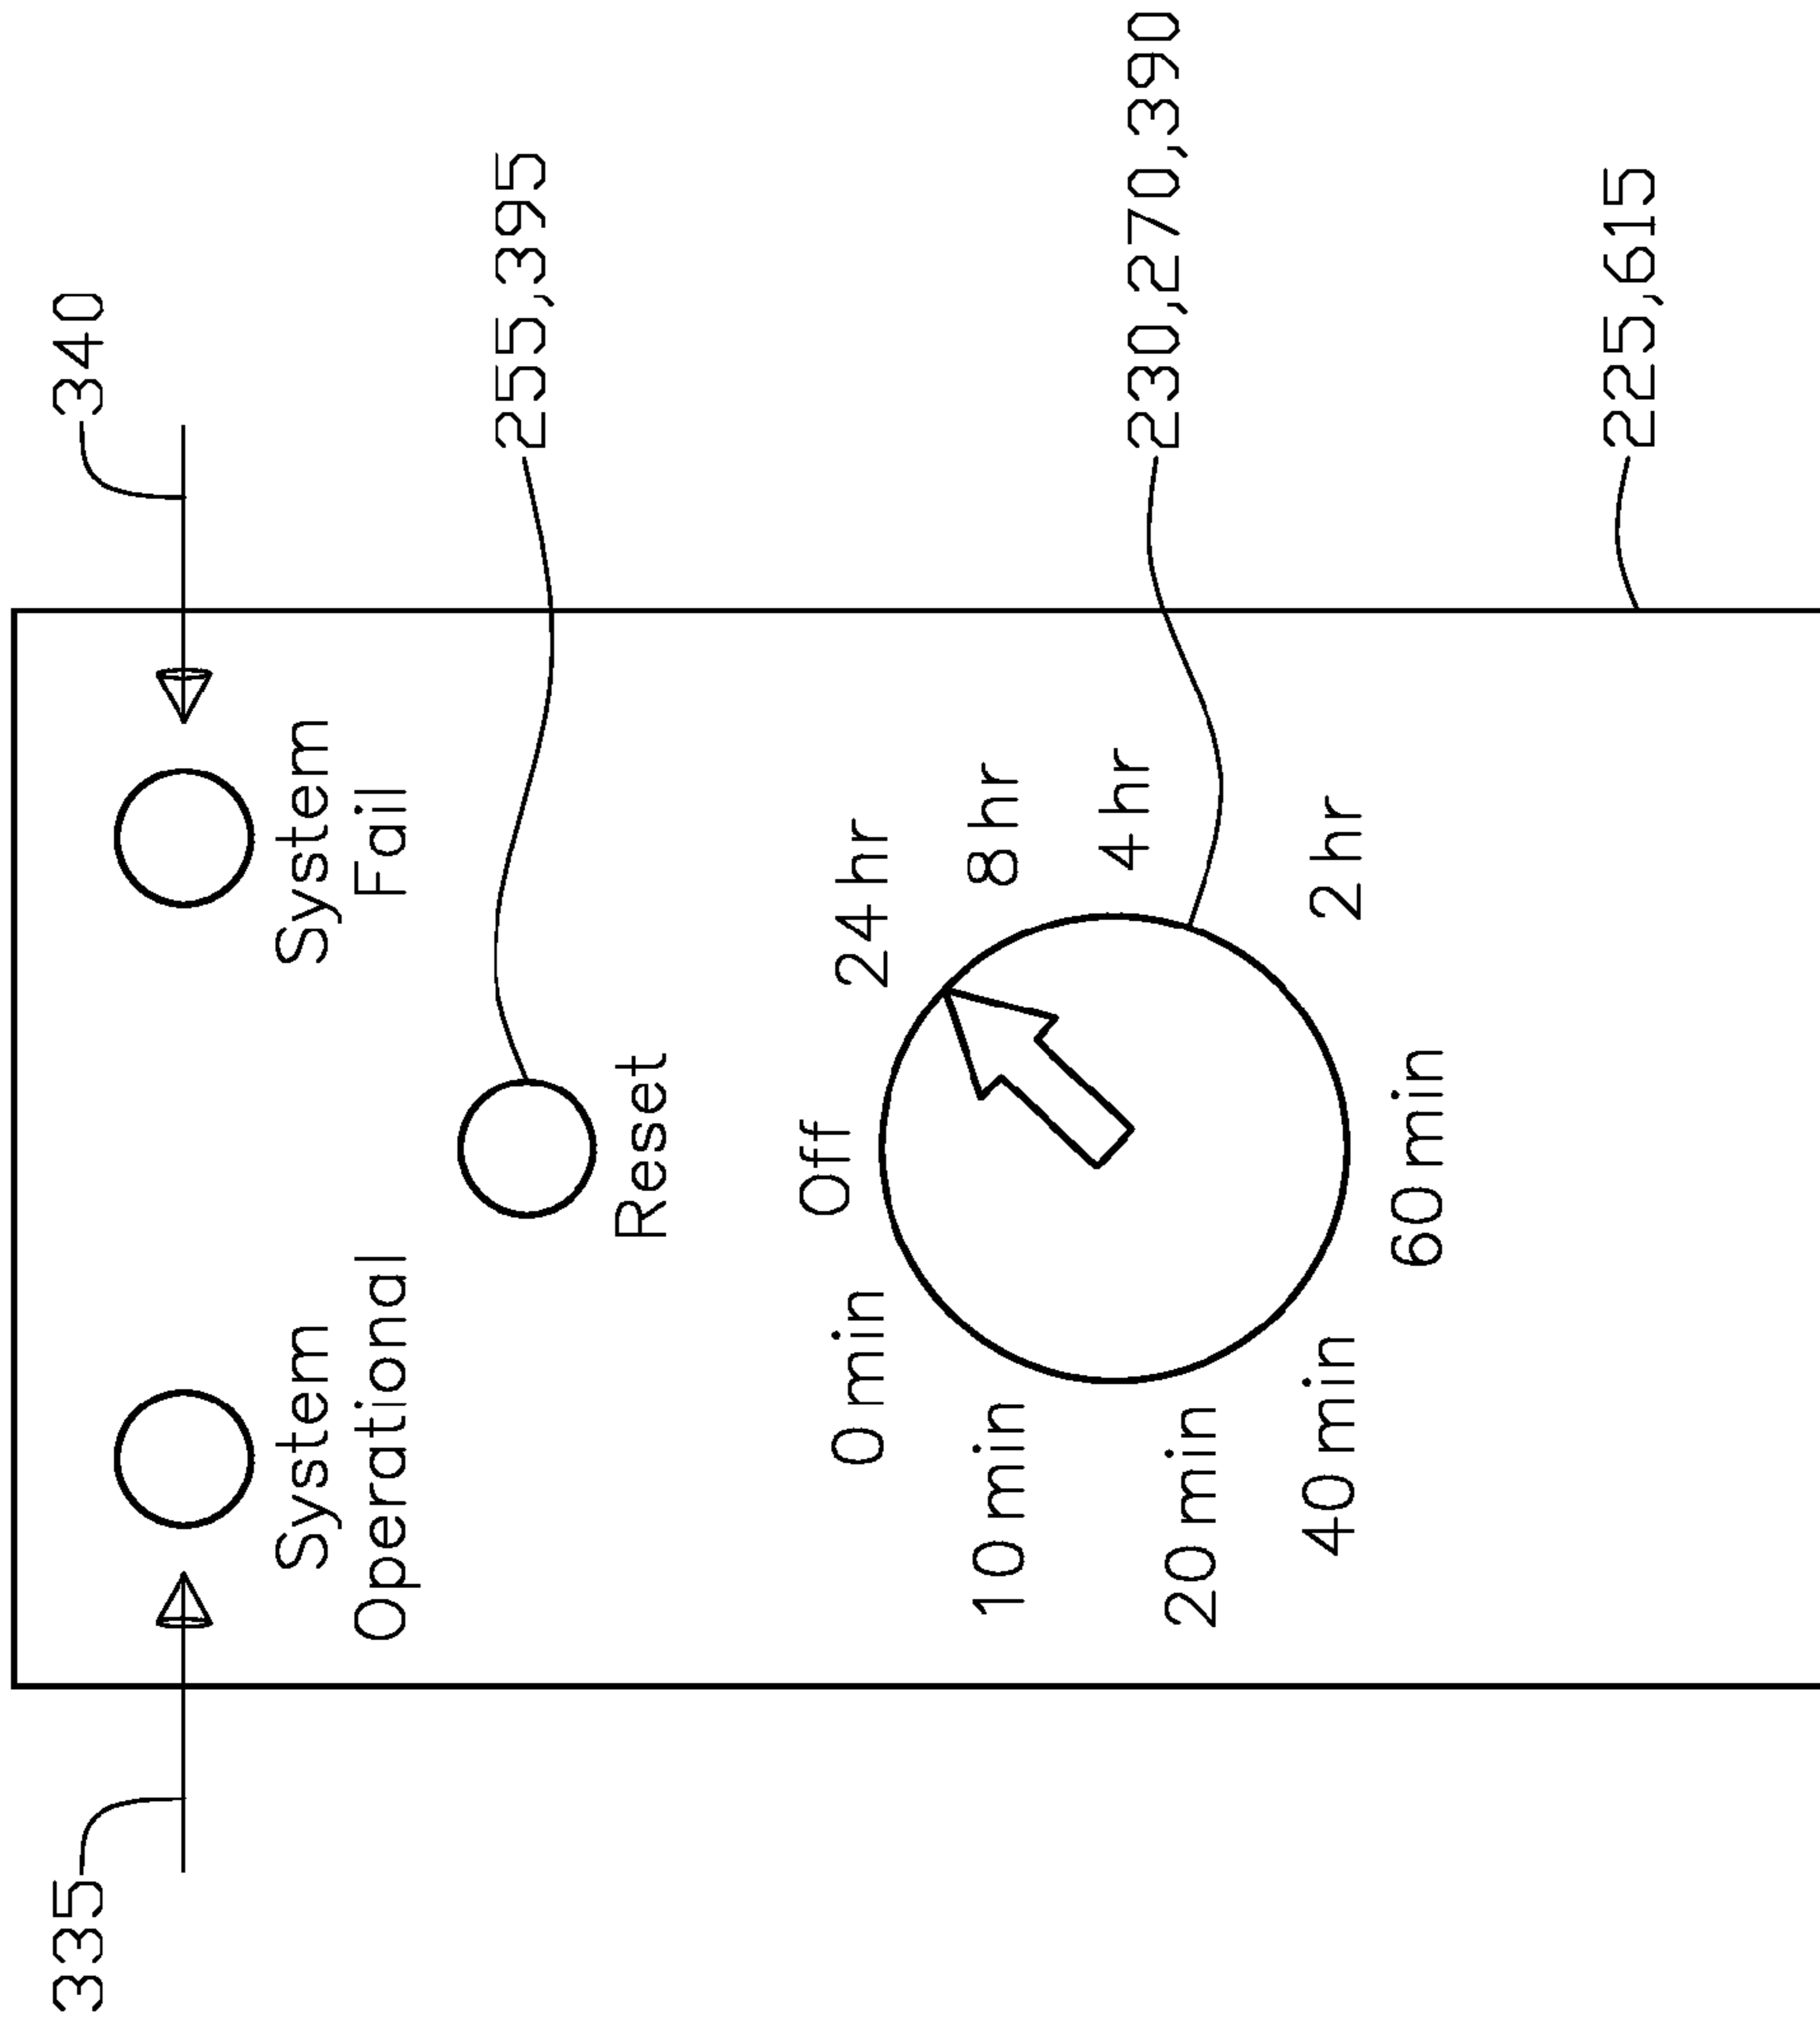 335
340
System
Operational
System
Fail
255,395
Reset
Off
0 min
24 hr
10 min
8 hr
20 min
4 hr
230,270,390
40 min
2 hr
60 min
225,615